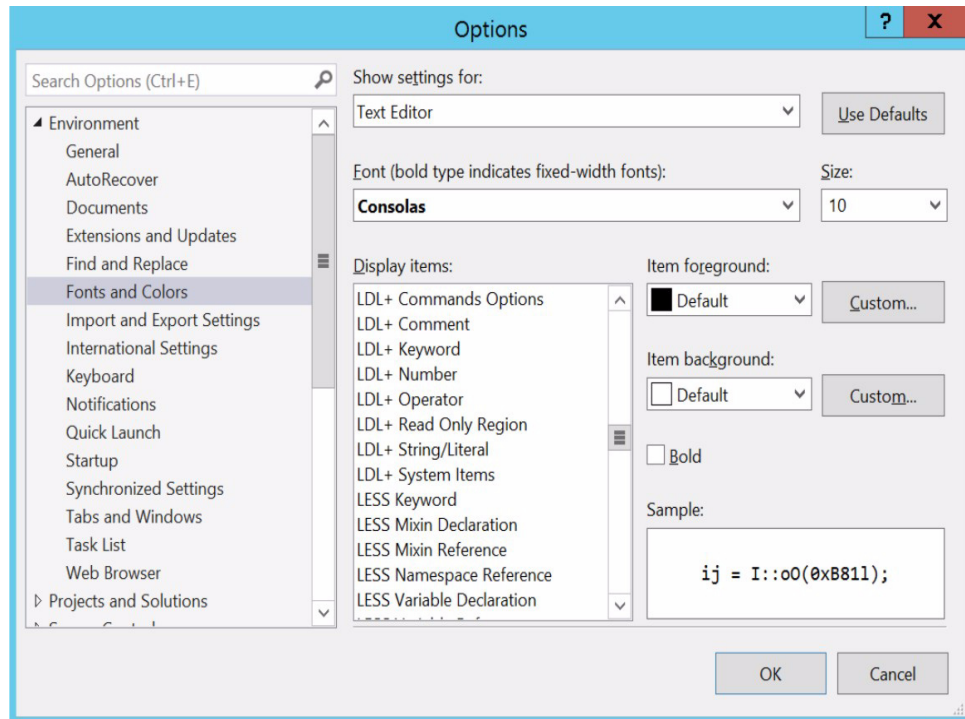 Options
? X
Search Options (Ctrl+E)
Environment
General
AutoRecover
Documents
Extensions and Updates
Find and Replace
Fonts and Colors
Import and Export Settings
International Settings
Keyboard
Notifications
Quick Launch
Startup
Synchronized Settings
Tabs and Windows
Task List
Web Browser
Projects and Solutions
Show settings for:
Text Editor
Use Defaults
Font (bold type indicates fixed-width fonts):
Consolas
Size:
10
Display items:
LDL+ Commands Options
LDL+ Comment
LDL+ Keyword
LDL+ Number
LDL+ Operator
LDL+ Read Only Region
LDL+ String/Literal
LDL+ System Items
LESS Keyword
LESS Mixin Declaration
LESS Mixin Reference
LESS Namespace Reference
LESS Variable Declaration
Item foreground:
Default
Custom...
Item background:
Default
Custom...
Bold
Sample:
ij = I::oO(0xB81l);
OK
Cancel